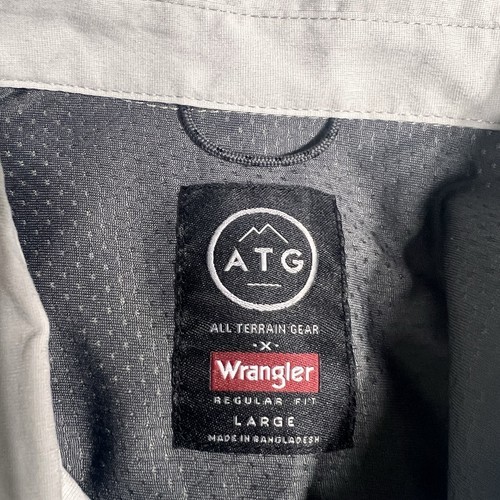 ATG
ALL TERRAIN GEAR
-X-
Wrangler
REGULAR FIT
LARGE
MADE IN BANGLADESH